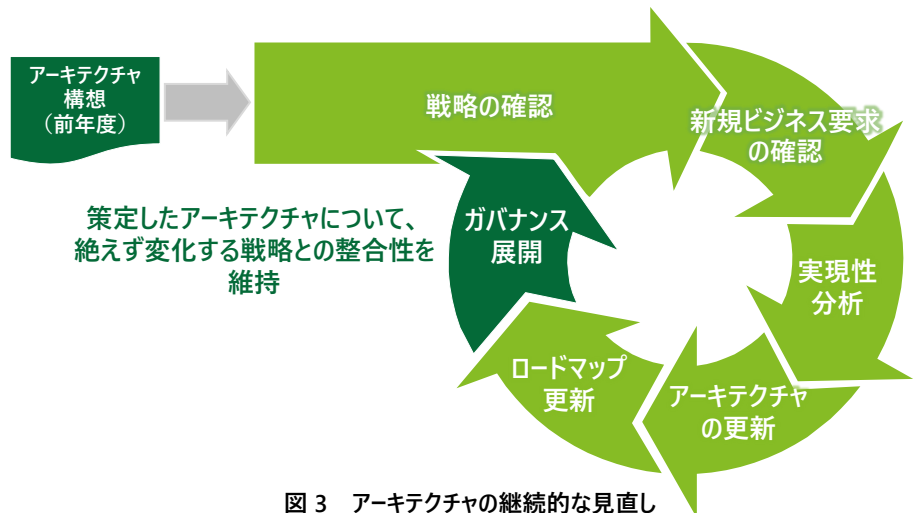 アーキテクチャ
構想
（前年度）
戦略の確認
新規ビジネス要求
の確認
実現性
分析
アーキテクチャ
の更新
ロードマップ
更新
ガバナンス
展開
策定したアーキテクチャについて、
絶えず変化する戦略との整合性を
維持
図 3　アーキテクチャの継続的な見直し